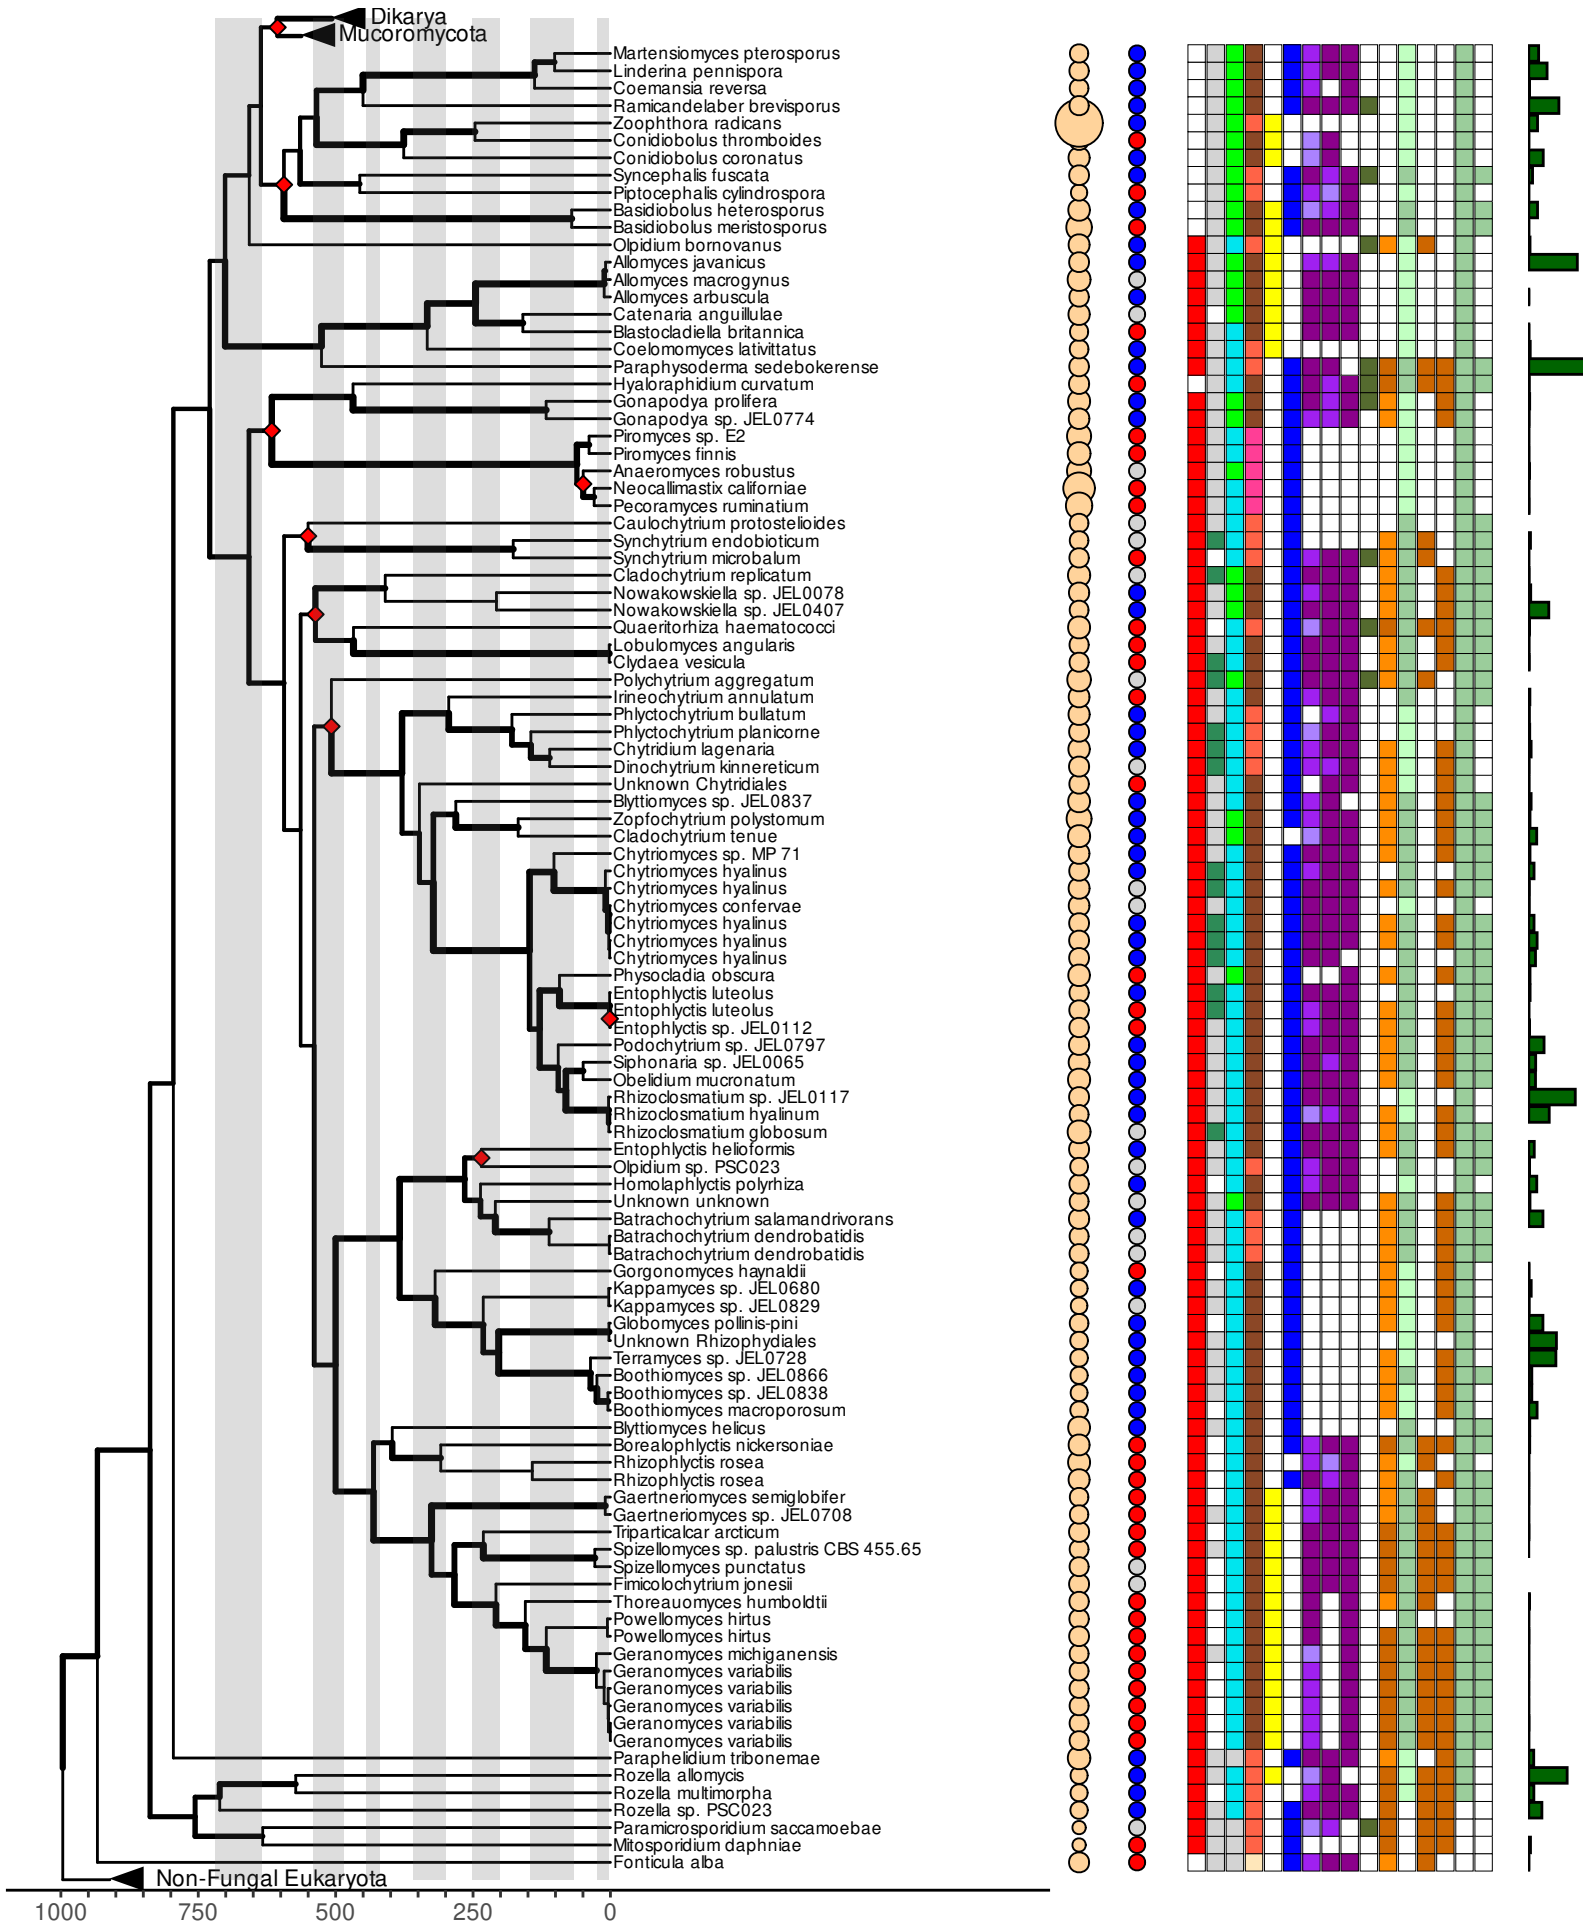 Dikarya
Mucoromycota
Martensiomyces pterosporus
Linderina pennispora
Coemansia reversa
Ramicandelaber brevisporus
Zoophthora radicans
Conidiobolus thromboides
Conidiobolus coronatus
Syncephalis fuscata
Piptocephalis cylindrospora
Basidiobolus heterosporus
Basidiobolus meristosporus
Olpidium bornovanus
Allomyces javanicus
Allomyces macrogynus
Allomyces arbuscula
Catenaria anguillulae
Blastocladiella britannica
Coelomomyces lativittatus
Paraphysoderma sedebokerense
Hyaloraphidium curvatum
Gonapodya prolifera
Gonapodya sp. JEL0774
Piromyces sp. E2
Piromyces finnis
Anaeromyces robustus
Neocallimastix californiae
Pecoramyces ruminatium
Caulochytrium protostelioides
Synchytrium endobioticum
Synchytrium microbalum
Cladochytrium replicatum
Nowakowskiella sp. JEL0078
Nowakowskiella sp. JEL0407
Quaeritorhiza haematococci
Lobulomyces angularis
Clydaea vesicula
Polychytrium aggregatum
Irineochytrium annulatum
Phlyctochytrium bullatum
Phlyctochytrium planicorne
Chytridium lagenaria
Dinochytrium kinnereticum
Unknown Chytridiales
Blyttiomyces sp. JEL0837
Zopfochytrium polystomum
Cladochytrium tenue
Chytriomyces sp. MP 71
Chytriomyces hyalinus
Chytriomyces hyalinus
Chytriomyces confervae
Chytriomyces hyalinus
Chytriomyces hyalinus
Chytriomyces hyalinus
Physocladia obscura
Entophlyctis luteolus
Entophlyctis luteolus
Entophlyctis sp. JEL0112
Podochytrium sp. JEL0797
Siphonaria sp. JEL0065
Obelidium mucronatum
Rhizoclosmatium sp. JEL0117
Rhizoclosmatium hyalinum
Rhizoclosmatium globosum
Entophlyctis helioformis
Olpidium sp. PSC023
Homolaphlyctis polyrhiza
Unknown unknown
Batrachochytrium salamandrivorans
Batrachochytrium dendrobatidis
Batrachochytrium dendrobatidis
Gorgonomyces haynaldii
Kappamyces sp. JEL0680
Kappamyces sp. JEL0829
Globomyces pollinis-pini
Unknown Rhizophydiales
Terramyces sp. JEL0728
Boothiomyces sp. JEL0866
Boothiomyces sp. JEL0838
Boothiomyces macroporosum
Blyttiomyces helicus
Borealophlyctis nickersoniae
Rhizophlyctis rosea
Rhizophlyctis rosea
Gaertneriomyces semiglobifer
Gaertneriomyces sp. JEL0708
Triparticalcar arcticum
Spizellomyces sp. palustris CBS 455.65
Spizellomyces punctatus
Fimicolochytrium jonesii
Thoreauomyces humboldtii
Powellomyces hirtus
Powellomyces hirtus
Geranomyces michiganensis
Geranomyces variabilis
Geranomyces variabilis
Geranomyces variabilis
Geranomyces variabilis
Geranomyces variabilis
Paraphelidium tribonemae
Rozella allomycis
Rozella multimorpha
Rozella sp. PSC023
Paramicrosporidium saccamoebae
Mitosporidium daphniae
Fonticula alba
Non-Fungal Eukaryota
1000 750 500 250 0